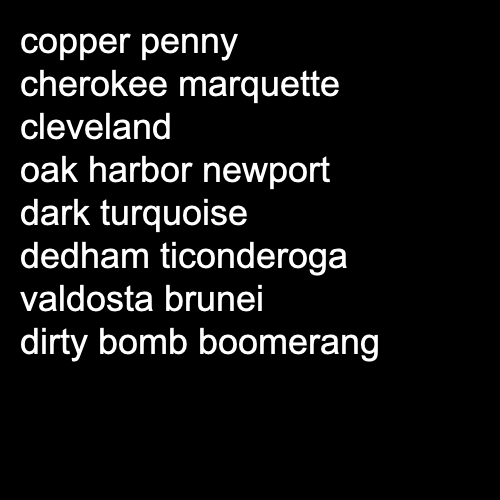 copper penny
cherokee marquette
cleveland
oak harbor newport
dark turquoise
dedham ticonderoga
valdosta brunei
dirty bomb boomerang